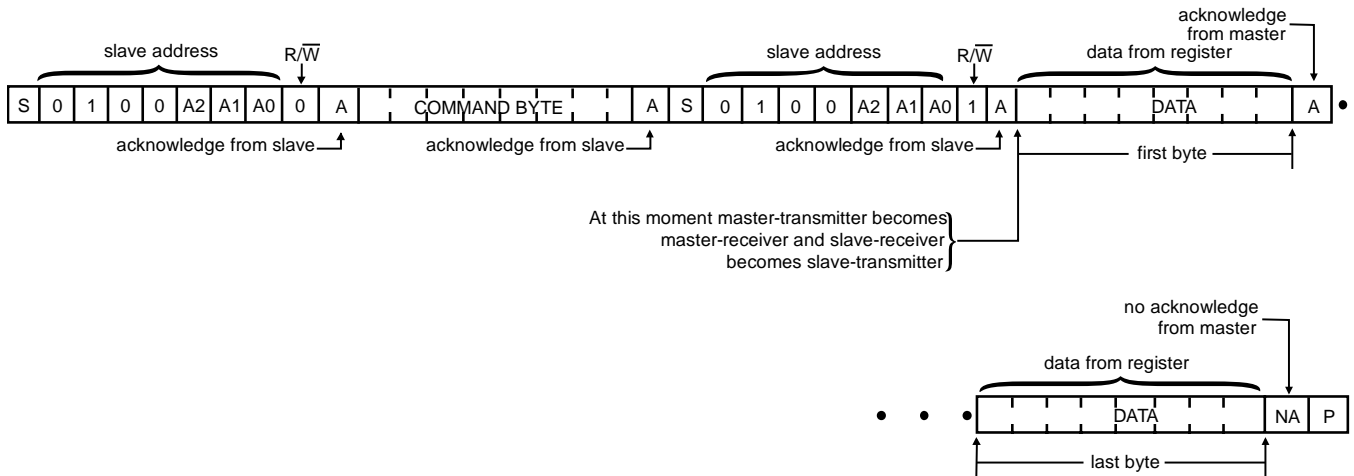 acknowledge
from master
slave address
R/W̅
slave address
R/W̅
data from register
S 0 1 0 0 A2 A1 A0 0 A COMMAND BYTE A S 0 1 0 0 A2 A1 A0 1 A DATA A
acknowledge from slave
acknowledge from slave
acknowledge from slave
first byte
At this moment master-transmitter becomes
master-receiver and slave-receiver
becomes slave-transmitter
no acknowledge
from master
data from register
DATA NA P
last byte